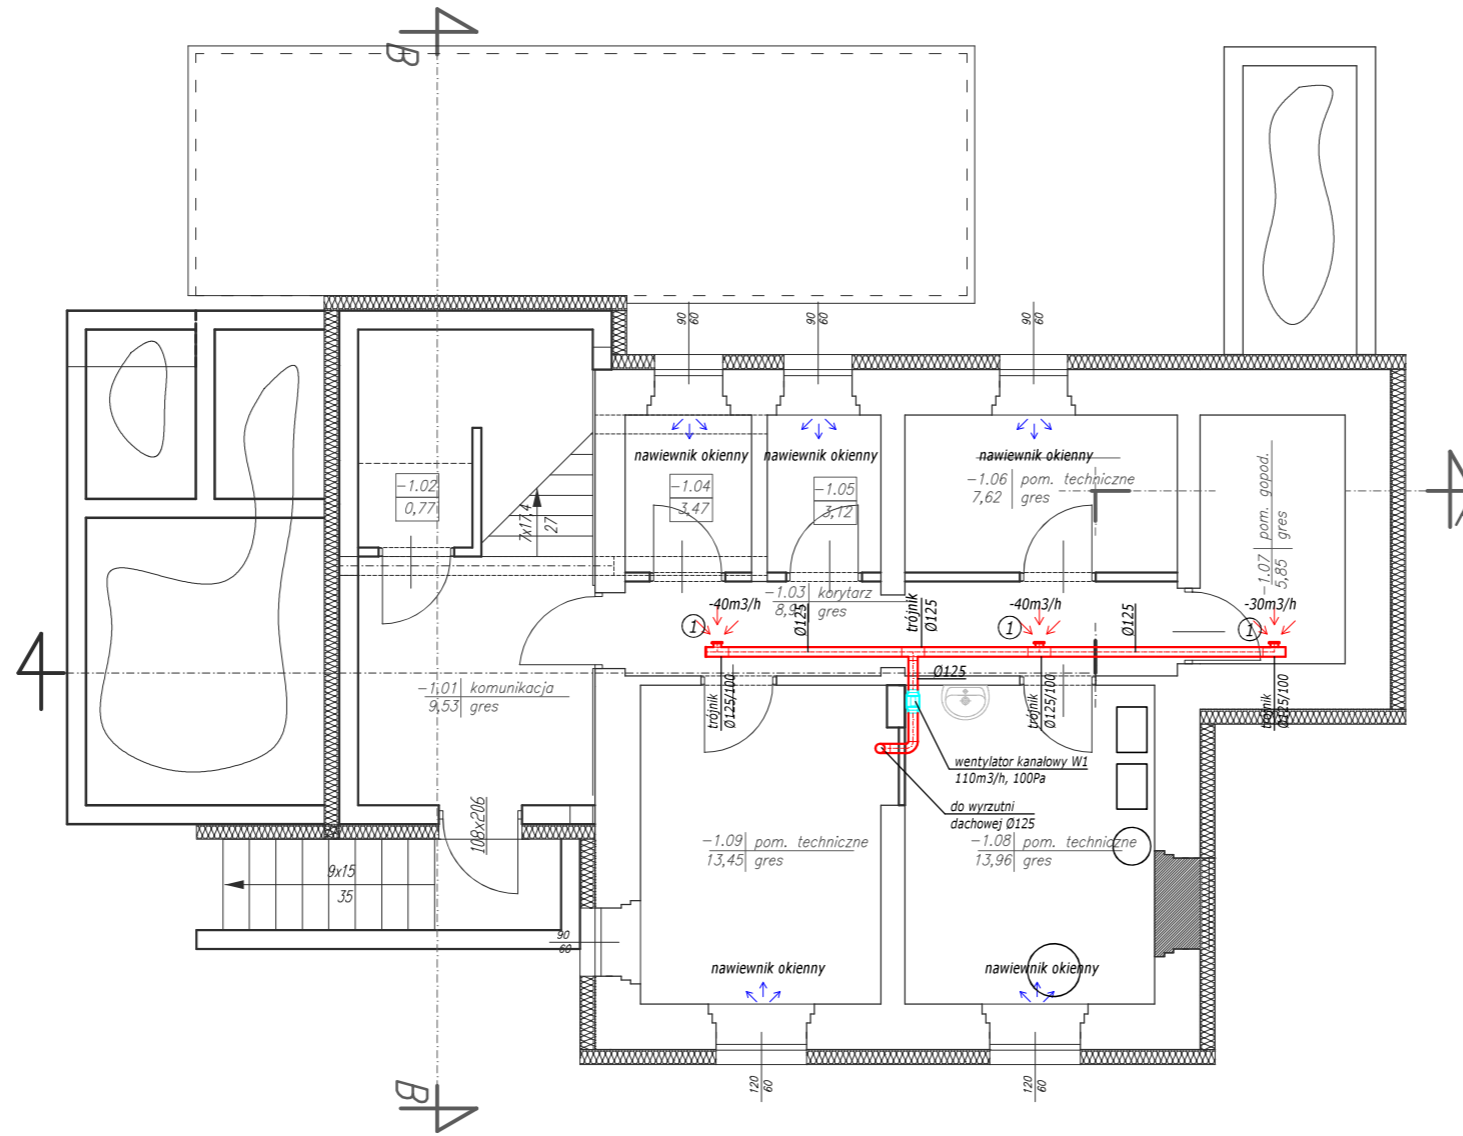 B
90
60
90
60
90
60
nawiewnik okienny
nawiewnik okienny
nawiewnik okienny
-1.02
0,77
-1.04
3,47
-1.05
3,12
-1.06 pom. techniczne
7,62 gres
-1.07 pom. gopod.
5,85 gres
7x17,4
27
-1.03 korytarz
gres
-40m3/h
-40m3/h
-30m3/h
1
1
1
Ø125
trójnik
Ø125
Ø125
Ø125
-1.01 komunikacja
9,53 gres
trójnik
Ø125/100
trójnik
Ø125/100
trójnik
Ø125/100
wentylator kanałowy W1
110m3/h, 100Pa
do wyrzutni
dachowej Ø125
108x206
-1.09 pom. techniczne
13,45 gres
-1.08 pom. techniczne
13,96 gres
9x15
35
90
60
nawiewnik okienny
nawiewnik okienny
120
60
120
60
B